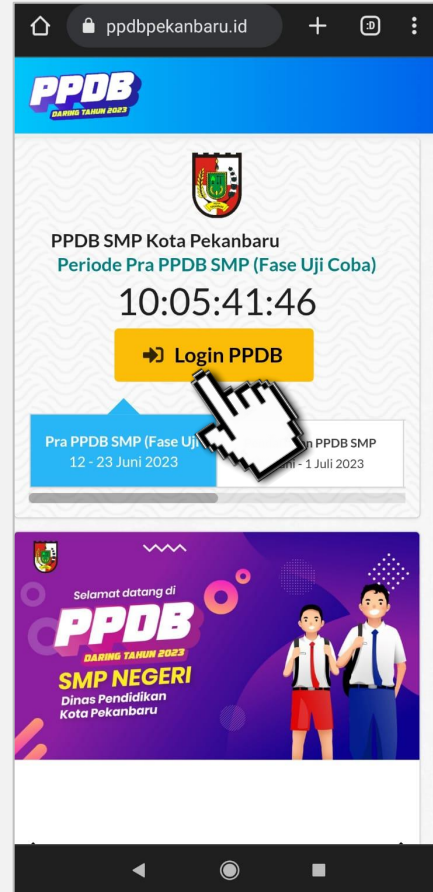 ppdbpekanbaru.id
:D
PPDB
DARING TAHUN 2023
PPDB SMP Kota Pekanbaru
Periode Pra PPDB SMP (Fase Uji Coba)
10:05:41:46
Login PPDB
Pra PPDB SMP (Fase Uji
12 - 23 Juni 2023
PPDB SMP
- 1 Juli 2023
Selamat datang di
PPDB
DARING TAHUN 2023
SMP NEGERI
Dinas Pendidikan
Kota Pekanbaru